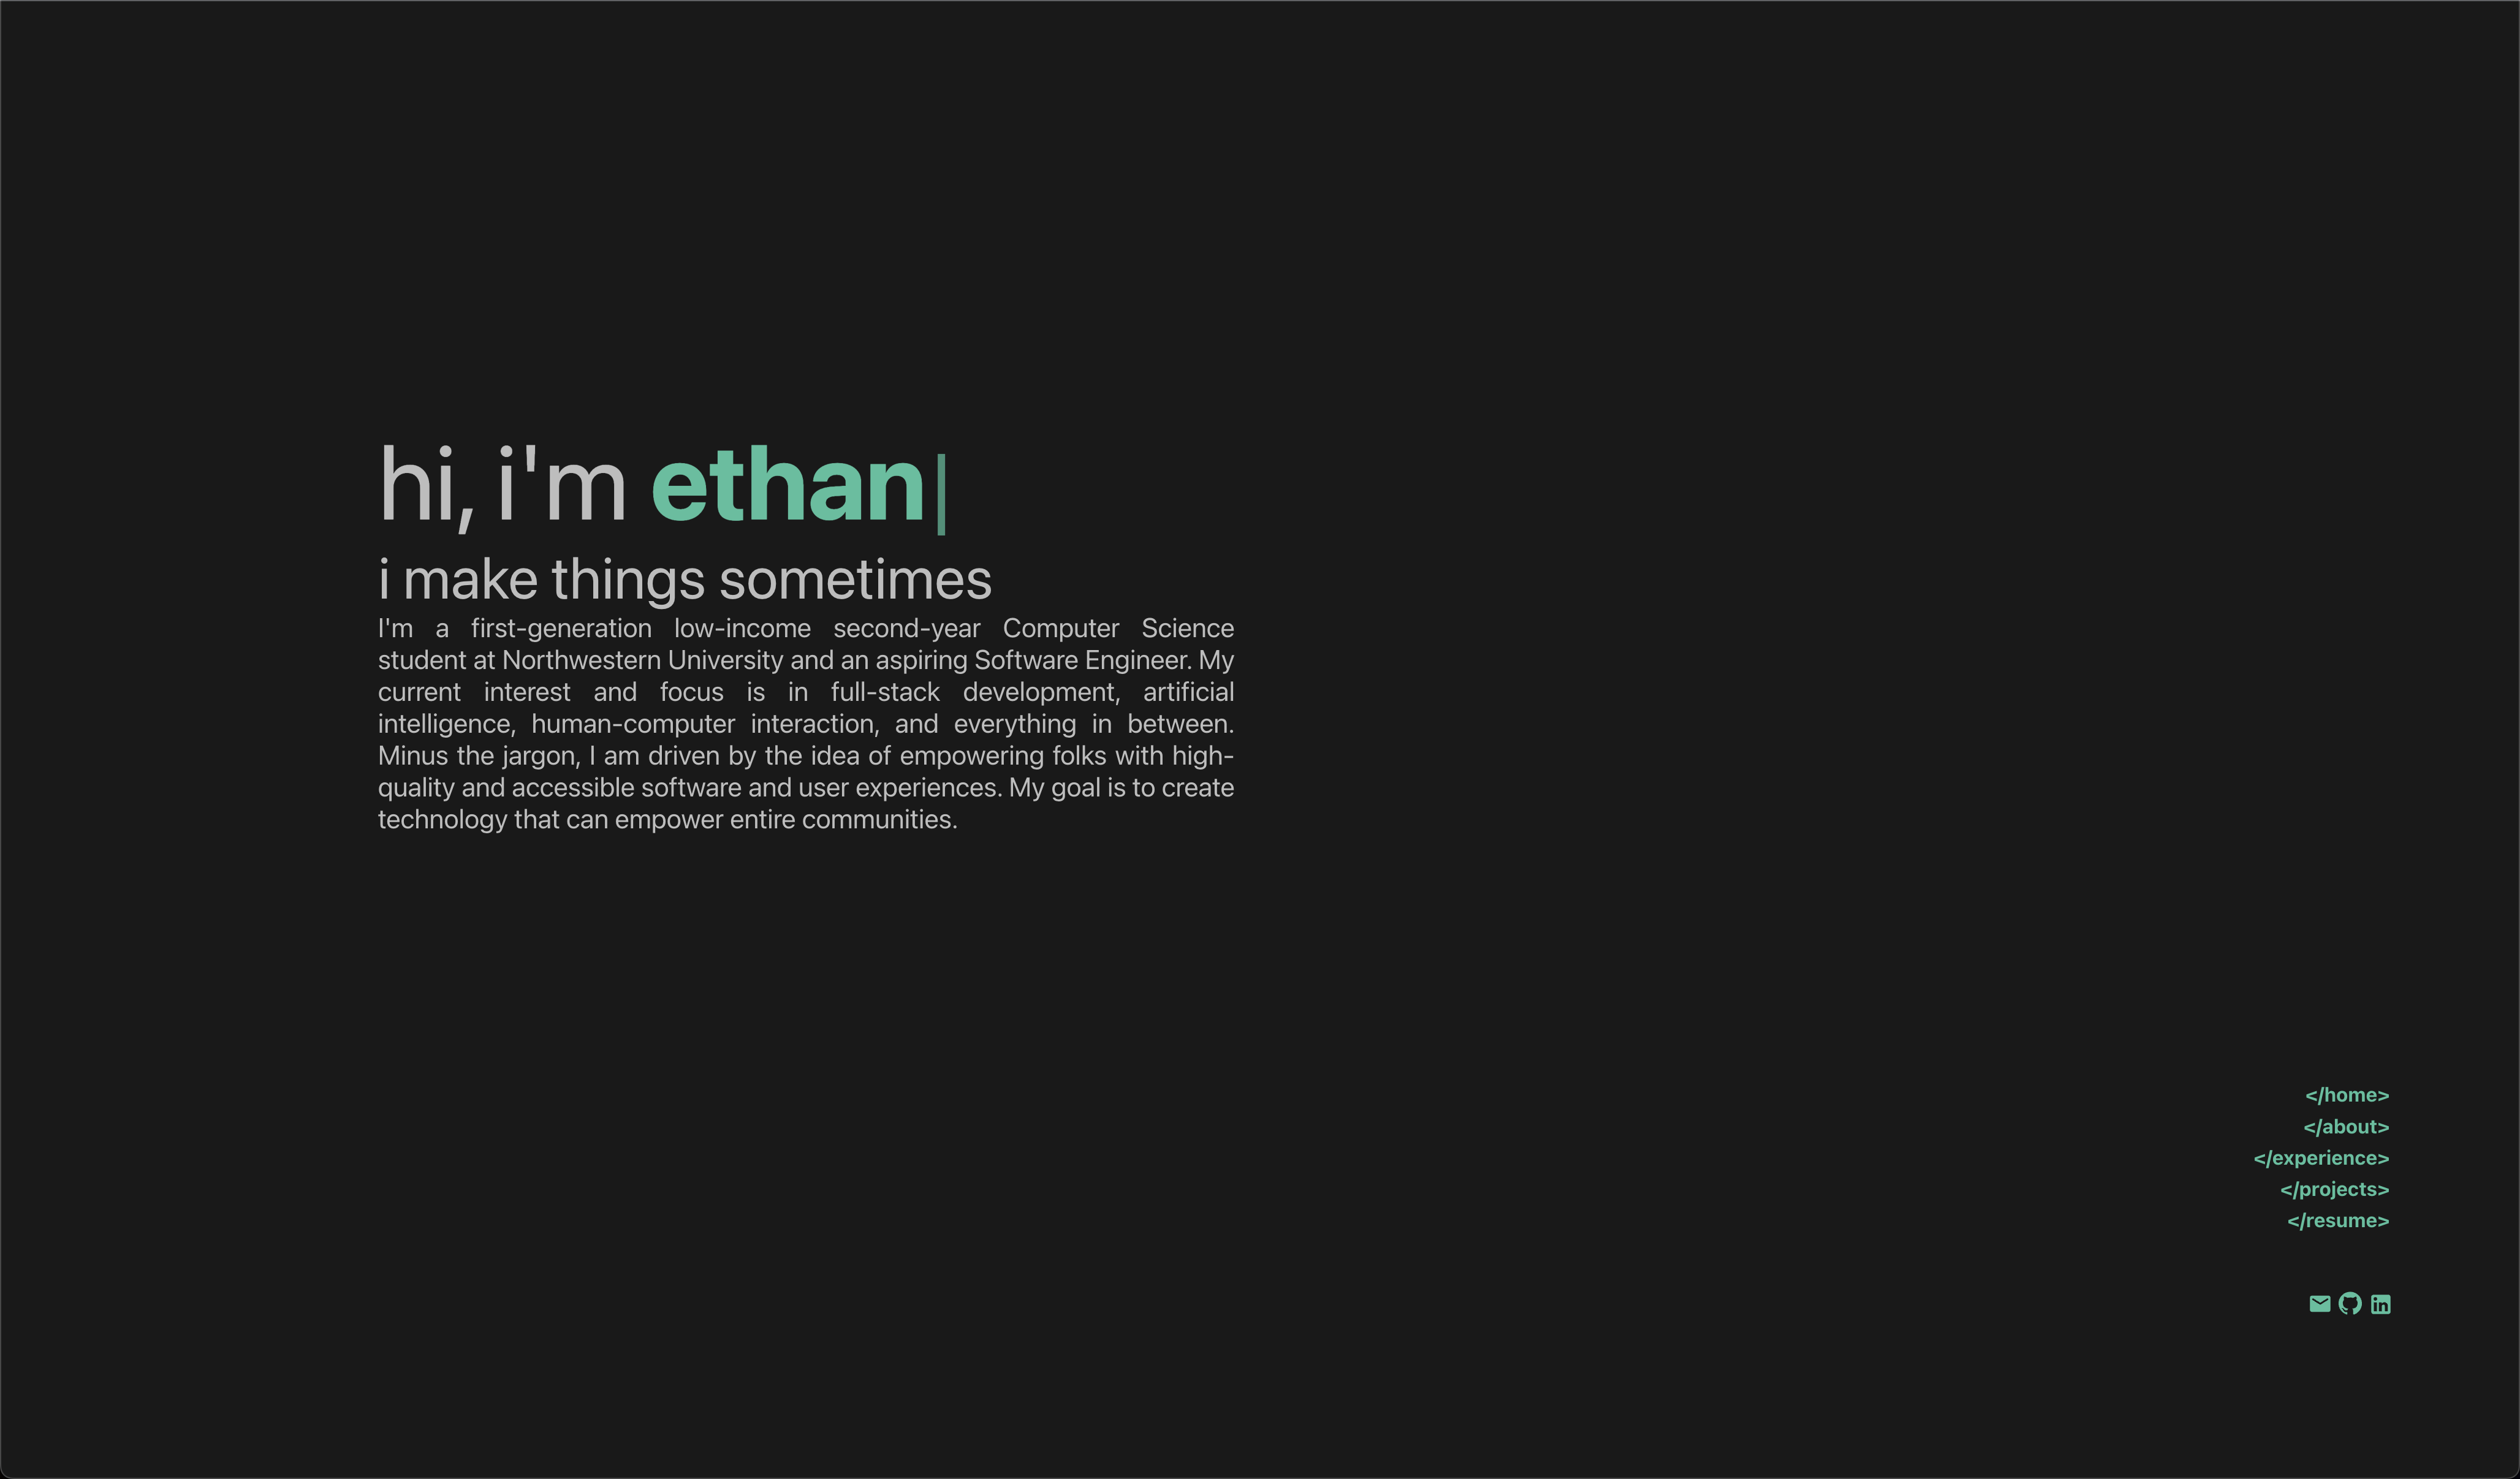 hi, i'm ethan|
i make things sometimes
I'm a first-generation low-income second-year Computer Science
student at Northwestern University and an aspiring Software Engineer. My
current interest and focus is in full-stack development, artificial
intelligence, human-computer interaction, and everything in between.
Minus the jargon, I am driven by the idea of empowering folks with high-
quality and accessible software and user experiences. My goal is to create
technology that can empower entire communities.
</home>
</about>
</experience>
</projects>
</resume>
in